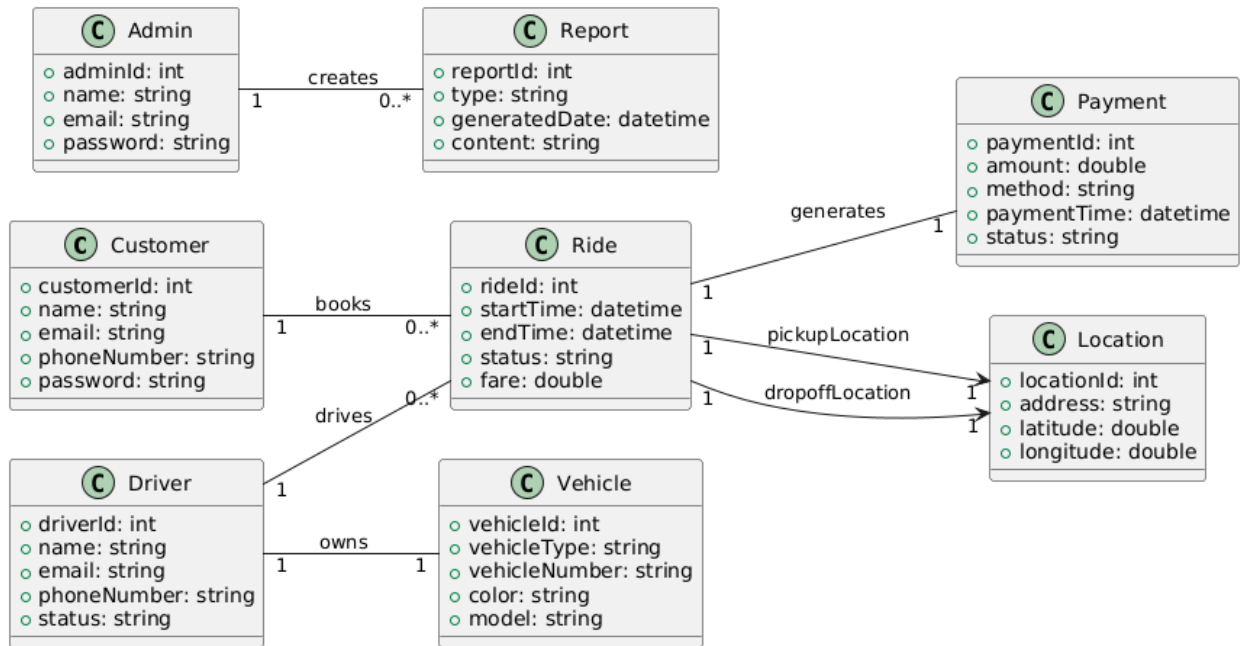 C Admin
adminId: int
name: string
email: string
password: string
creates
1
0..*
C Report
reportId: int
type: string
generatedDate: datetime
content: string
C Payment
paymentId: int
amount: double
method: string
paymentTime: datetime
status: string
generates
1
1
C Customer
customerId: int
name: string
email: string
phoneNumber: string
password: string
books
1
0..*
C Ride
rideId: int
startTime: datetime
endTime: datetime
status: string
fare: double
pickupLocation
1
1
dropoffLocation
1
1
C Location
locationId: int
address: string
latitude: double
longitude: double
drives
1
0..*
C Driver
driverId: int
name: string
email: string
phoneNumber: string
status: string
owns
1
1
C Vehicle
vehicleId: int
vehicleType: string
vehicleNumber: string
color: string
model: string